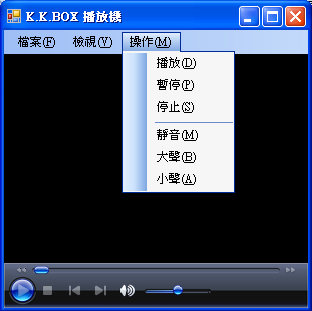 K.K.BOX 播放機
檔案(F) 檢視(V) 操作(M)
播放(D)
暫停(P)
停止(S)
靜音(M)
大聲(B)
小聲(A)